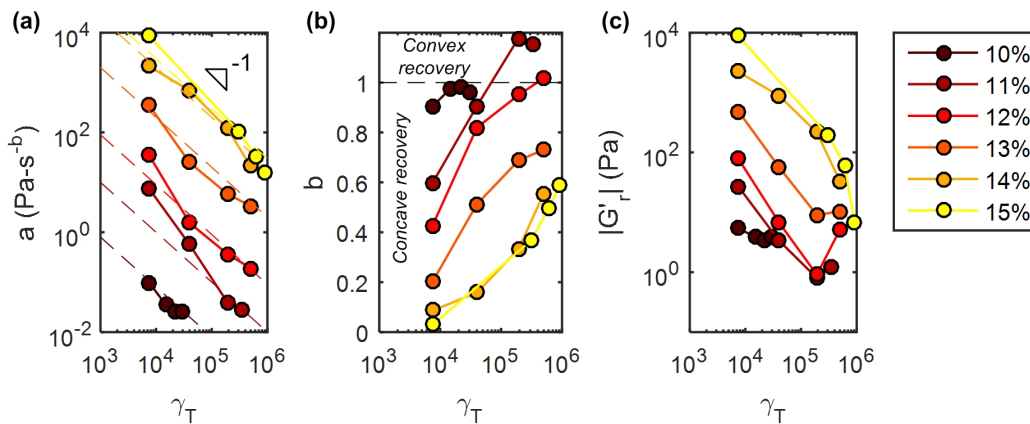 (a)
a (Pa-s⁻ᵇ)
10⁴
10²
10⁰
10⁻²
-1
10³ 10⁴ 10⁵ 10⁶
γ_T
(b)
b
1
0.8
0.6
0.4
0.2
0
Convex
recovery
Concave recovery
10³ 10⁴ 10⁵ 10⁶
γ_T
(c)
|G'_r| (Pa)
10⁴
10²
10⁰
10³ 10⁴ 10⁵ 10⁶
γ_T
10%
11%
12%
13%
14%
15%